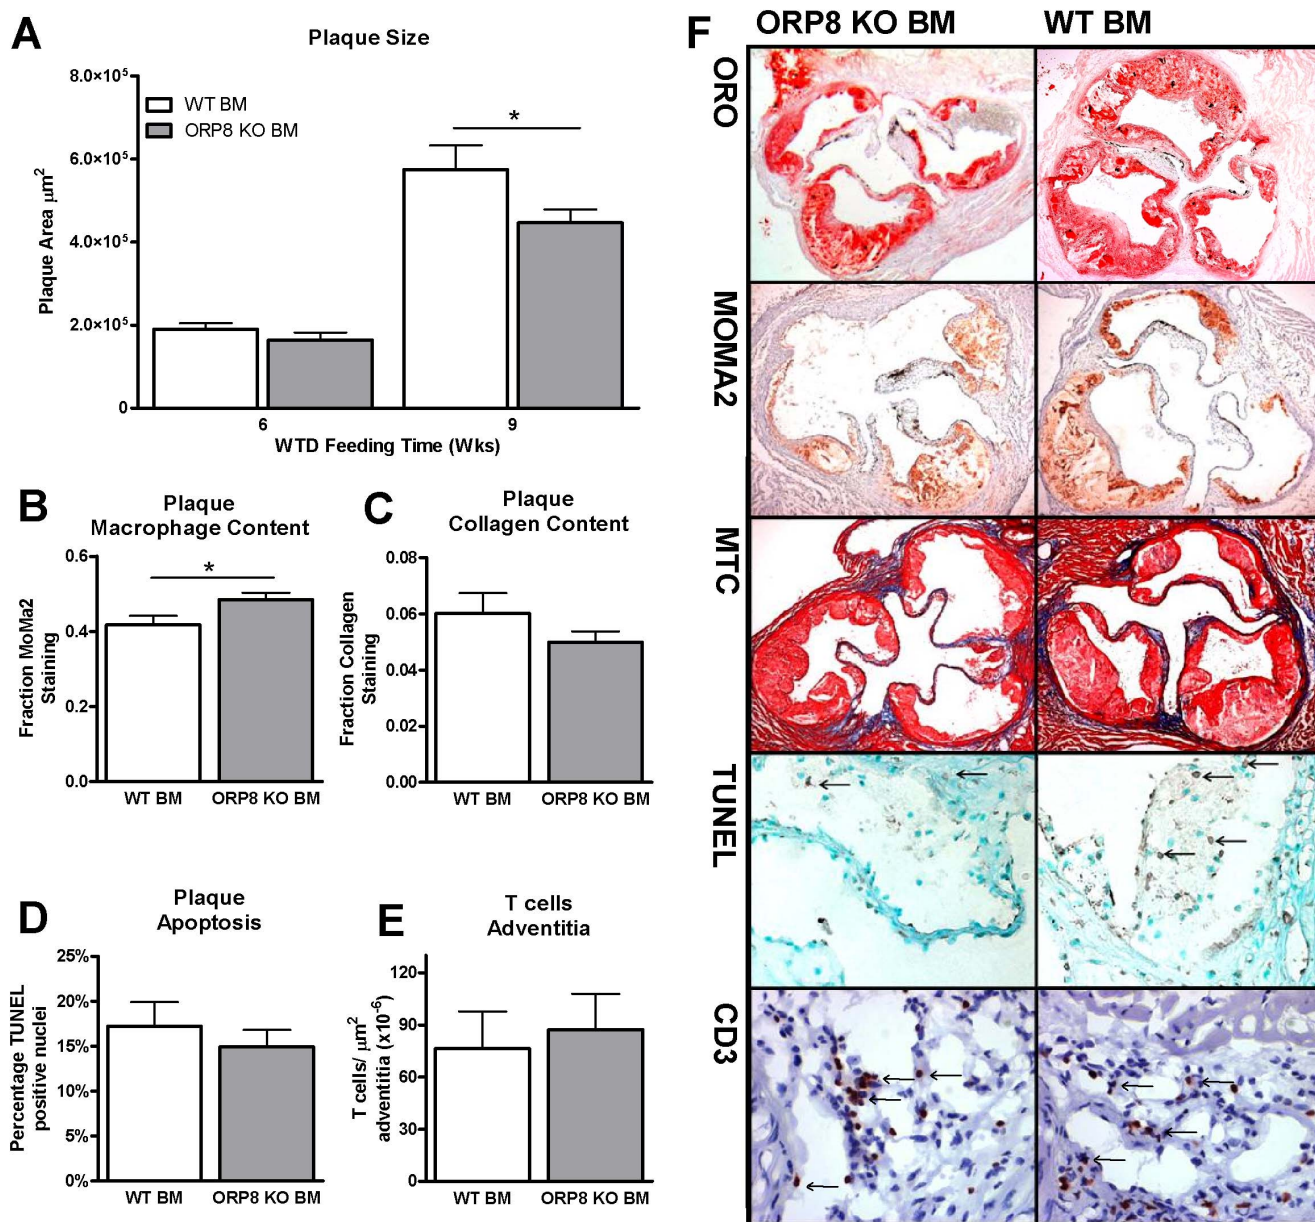 A
Plaque Size
8.0×10⁵
6.0×10⁵
4.0×10⁵
2.0×10⁵
0
Plaque Area μm²
WT BM
ORP8 KO BM
*
6
9
WTD Feeding Time (Wks)
B
Plaque
Macrophage Content
0.6
0.4
0.2
0.0
Fraction MoMa2
Staining
*
WT BM
ORP8 KO BM
C
Plaque
Collagen Content
0.08
0.06
0.04
0.02
0.00
Fraction Collagen
Staining
WT BM
ORP8 KO BM
D
Plaque
Apoptosis
25%
20%
15%
10%
5%
0%
Percentage TUNEL
positive nuclei
WT BM
ORP8 KO BM
E
T cells
Adventitia
120
90
60
30
0
T cells/ μm²
adventitia (x10⁻⁶)
WT BM
ORP8 KO BM
F
ORP8 KO BM
WT BM
ORO
MOMA2
MTC
TUNEL
CD3